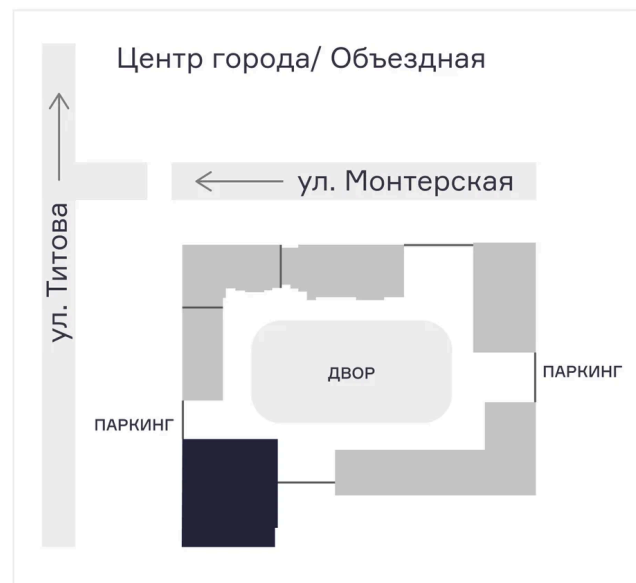 Центр города/ Объездная
ул. Монтерская
ул. Титова
ДВОР
ПАРКИНГ
ПАРКИНГ